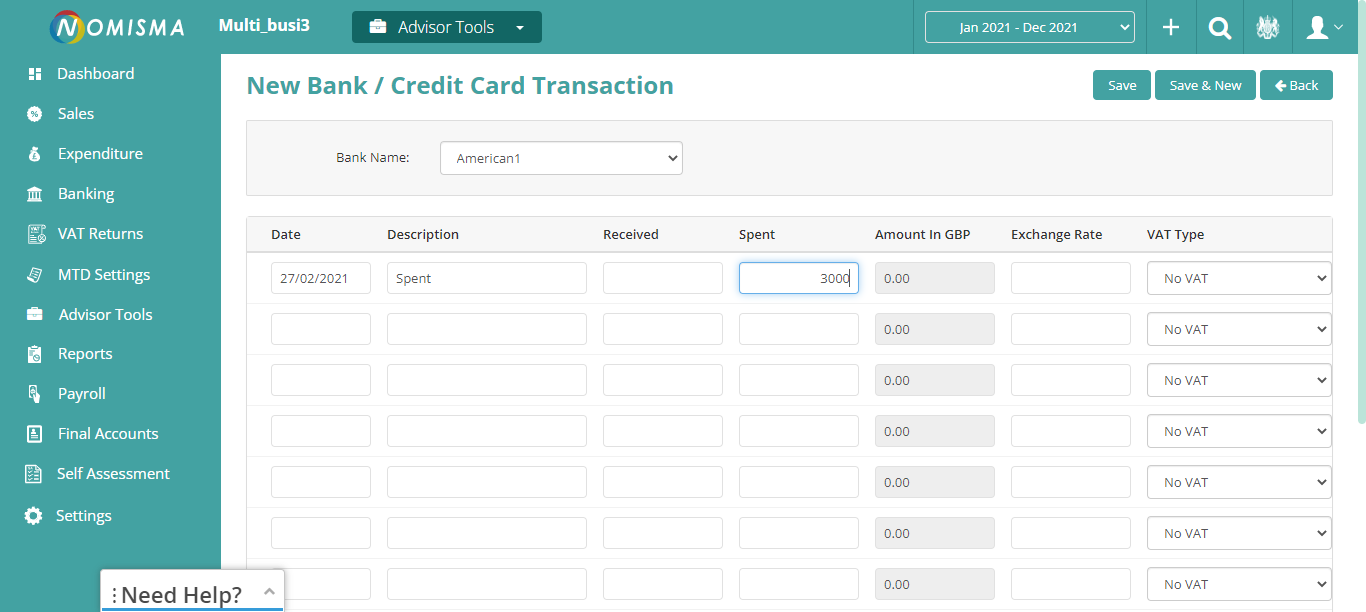 NOMISMA
Multi_busi3
Advisor Tools
Jan 2021 - Dec 2021
Dashboard
Sales
Expenditure
Banking
VAT Returns
MTD Settings
Advisor Tools
Reports
Payroll
Final Accounts
Self Assessment
Settings
Need Help?
New Bank / Credit Card Transaction
Save
Save & New
Back
Bank Name:
American1
Date Description Received Spent Amount In GBP Exchange Rate VAT Type
27/02/2021 Spent 3000 0.00 No VAT
0.00 No VAT
0.00 No VAT
0.00 No VAT
0.00 No VAT
0.00 No VAT
0.00 No VAT